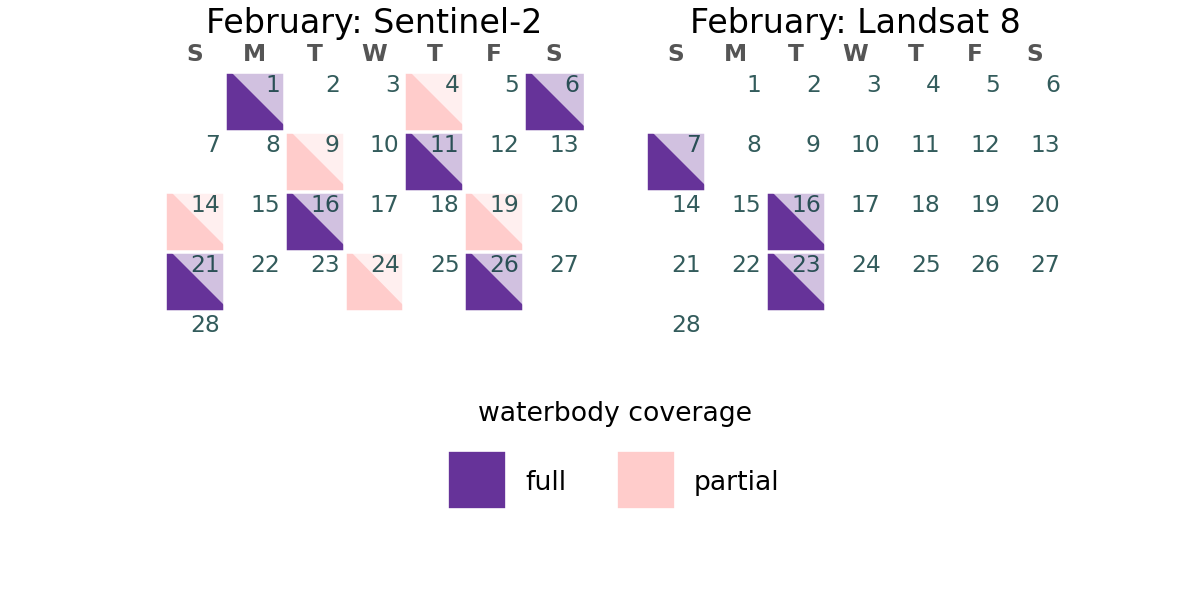 February: Sentinel-2
S M T W T F S
1 2 3 4 5 6
7 8 9 10 11 12 13
14 15 16 17 18 19 20
21 22 23 24 25 26 27
28
February: Landsat 8
S M T W T F S
1 2 3 4 5 6
7 8 9 10 11 12 13
14 15 16 17 18 19 20
21 22 23 24 25 26 27
28
waterbody coverage
full partial